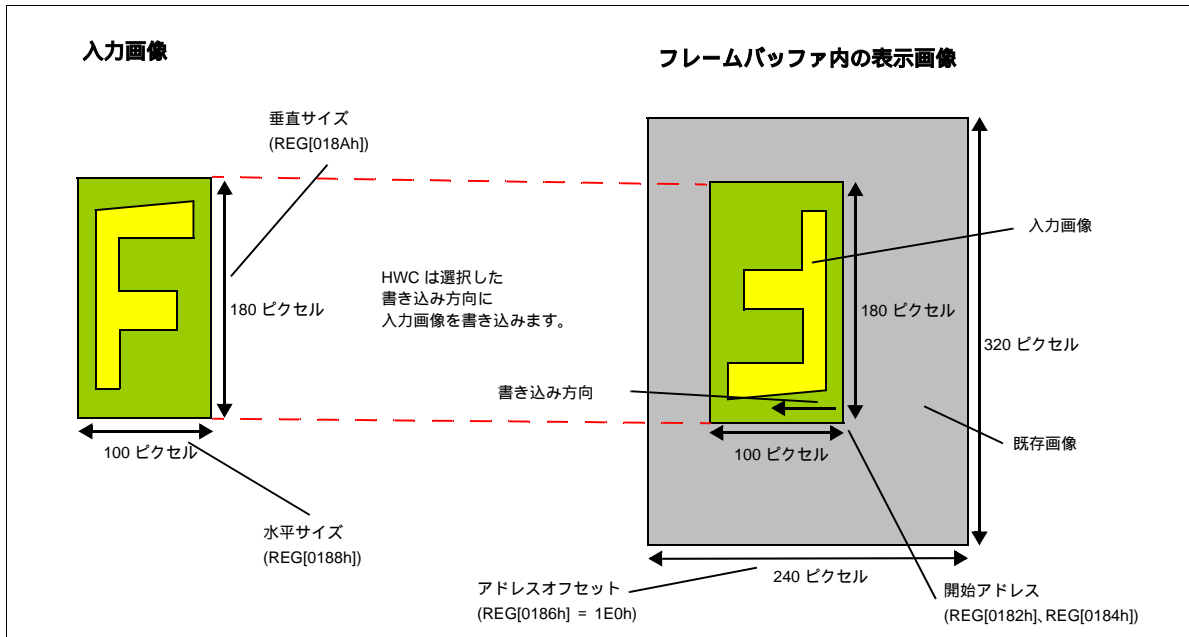 入力画像
フレームバッファ内の表示画像
垂直サイズ
(REG[018Ah])
180 ピクセル
100 ピクセル
水平サイズ
(REG[0188h])
HWC は選択した
書き込み方向に
入力画像を書き込みます。
書き込み方向
入力画像
180 ピクセル
320 ピクセル
100 ピクセル
既存画像
240 ピクセル
アドレスオフセット
(REG[0186h] = 1E0h)
開始アドレス
(REG[0182h]、REG[0184h])